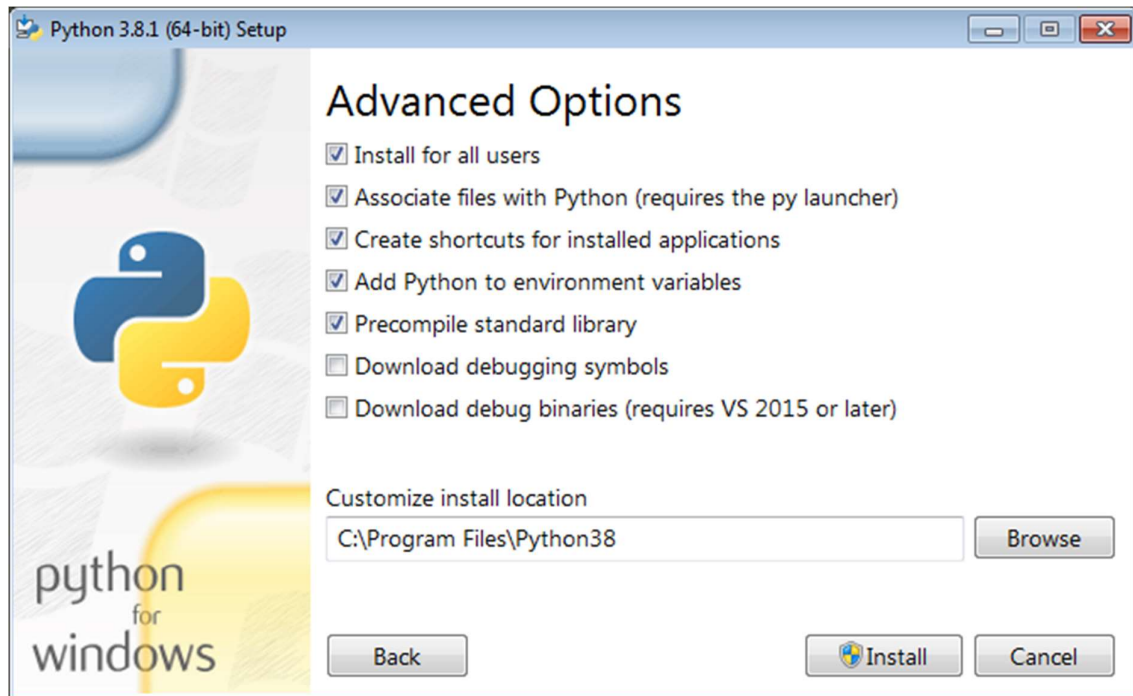 Python 3.8.1 (64-bit) Setup
Advanced Options
Install for all users
Associate files with Python (requires the py launcher)
Create shortcuts for installed applications
Add Python to environment variables
Precompile standard library
Download debugging symbols
Download debug binaries (requires VS 2015 or later)
Customize install location
C:\Program Files\Python38
Browse
python
for
windows
Back
Install
Cancel